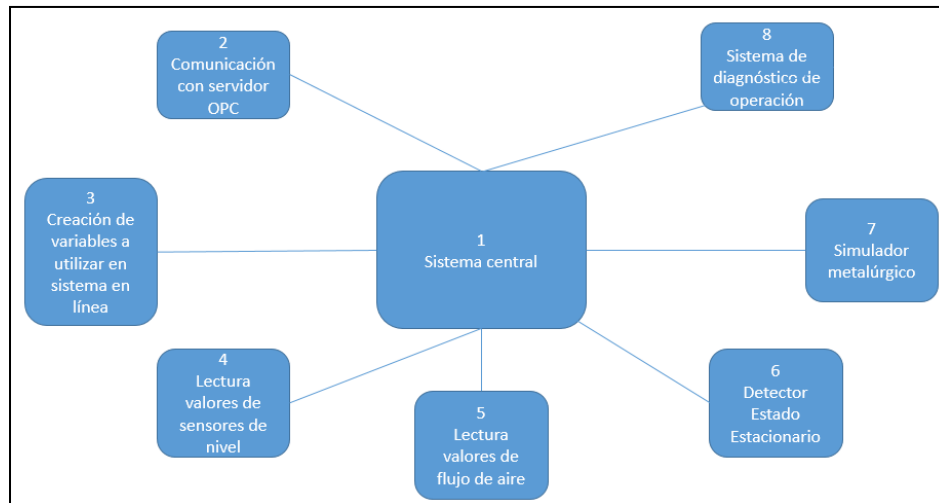 1
Sistema central
2
Comunicación
con servidor
OPC
3
Creación de
variables a
utilizar en
sistema en
línea
4
Lectura
valores de
sensores de
nivel
5
Lectura
valores de
flujo de aire
6
Detector
Estado
Estacionario
7
Simulador
metalúrgico
8
Sistema de
diagnóstico de
operación